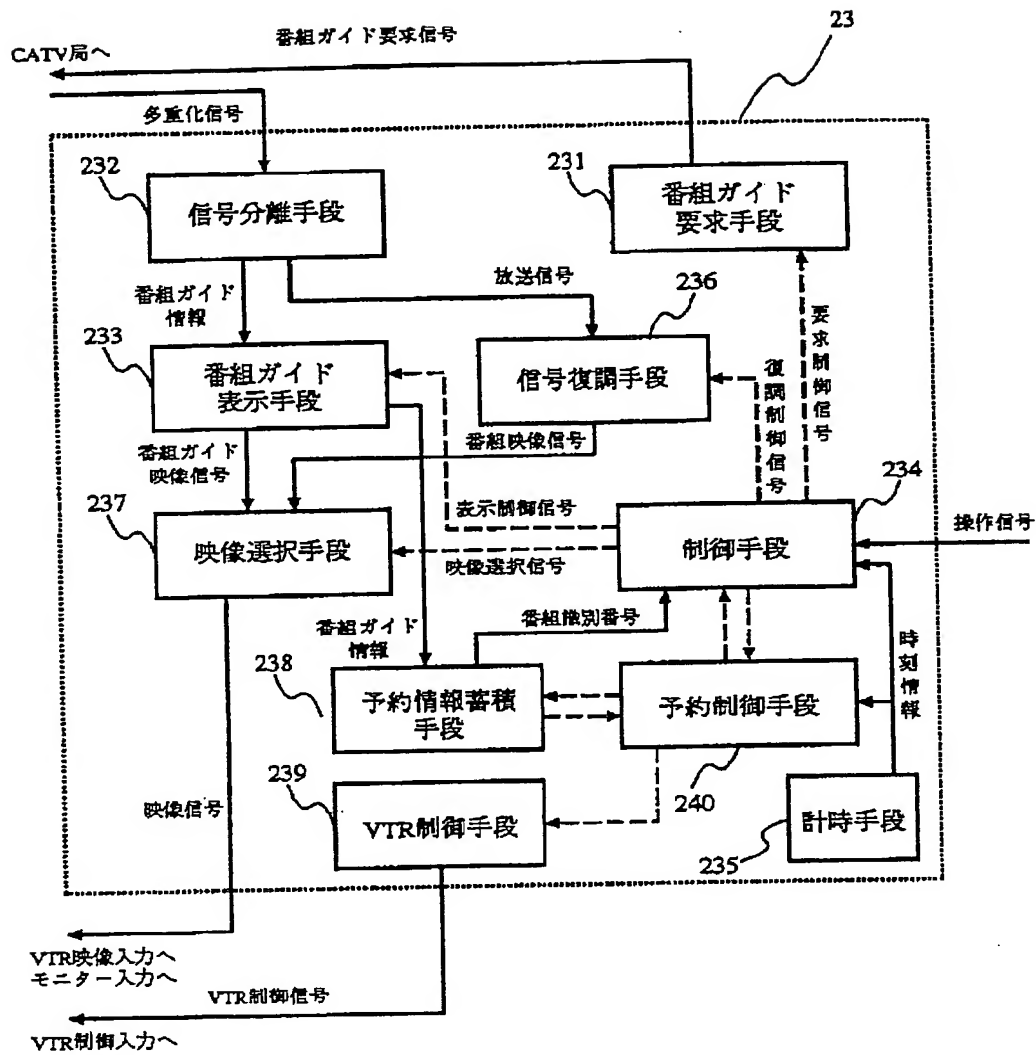 番組ガイド要求信号
23
CATV局へ
多重化信号
232
信号分離手段
231
番組ガイド
要求手段
放送信号
236
番組ガイド
情報
233
番組ガイド
表示手段
信号復調手段
復調制御信号
要求制御信号
番組ガイド
映像信号
番組映像信号
237
映像選択手段
表示制御信号
映像選択信号
234
制御手段
操作信号
番組ガイド
情報
番組識別番号
時刻情報
238
予約情報蓄積
手段
予約制御手段
240
239
VTR制御手段
235
計時手段
映像信号
VTR映像入力へ
モニター入力へ
VTR制御信号
VTR制御入力へ